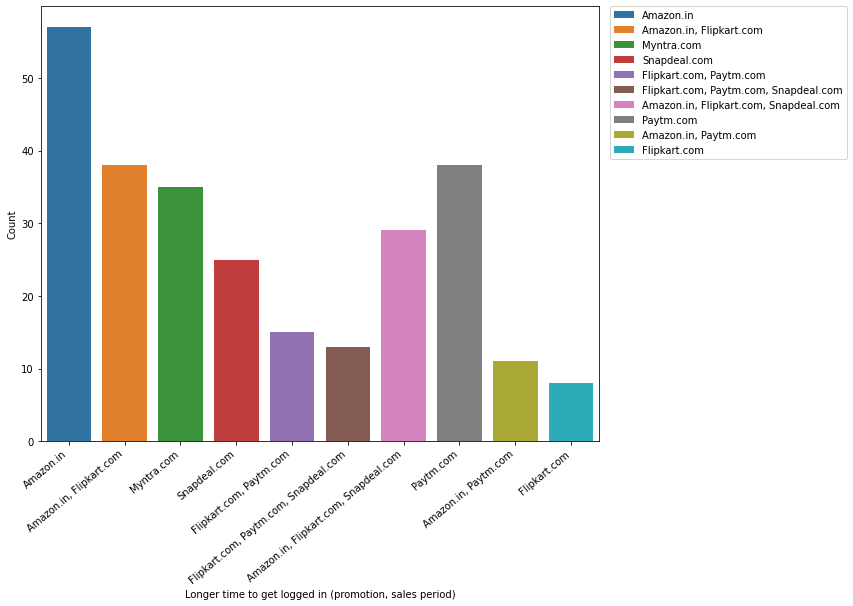 Amazon.in
Amazon.in, Flipkart.com
Myntra.com
Snapdeal.com
Flipkart.com, Paytm.com
Flipkart.com, Paytm.com, Snapdeal.com
Amazon.in, Flipkart.com, Snapdeal.com
Paytm.com
Amazon.in, Paytm.com
Flipkart.com
50
40
30
20
10
0
Count
Amazon.in
Amazon.in, Flipkart.com
Myntra.com
Snapdeal.com
Flipkart.com, Paytm.com
Flipkart.com, Paytm.com, Snapdeal.com
Amazon.in, Flipkart.com, Snapdeal.com
Paytm.com
Amazon.in, Paytm.com
Flipkart.com
Longer time to get logged in (promotion, sales period)